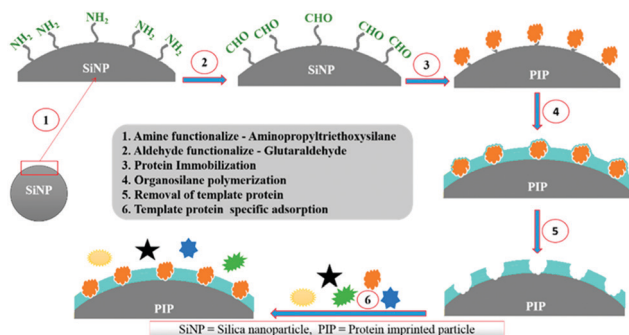 NH2 NH2 NH2 NH2 NH2
SiNP
2
CHO CHO CHO CHO CHO
SiNP
3
PIP
1
SiNP
4
1. Amine functionalize - Aminopropyltriethoxysilane
2. Aldehyde functionalize - Glutaraldehyde
3. Protein Immobilization
4. Organosilane polymerization
5. Removal of template protein
6. Template protein specific adsorption
PIP
5
PIP
6
PIP
SiNP = Silica nanoparticle, PIP = Protein imprinted particle